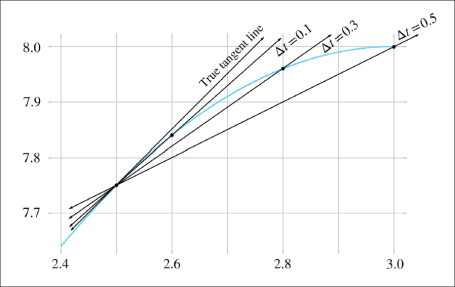 True tangent line
Δt = 0.1
Δt = 0.3
Δt = 0.5
8.0
7.9
7.8
7.7
2.4 2.6 2.8 3.0